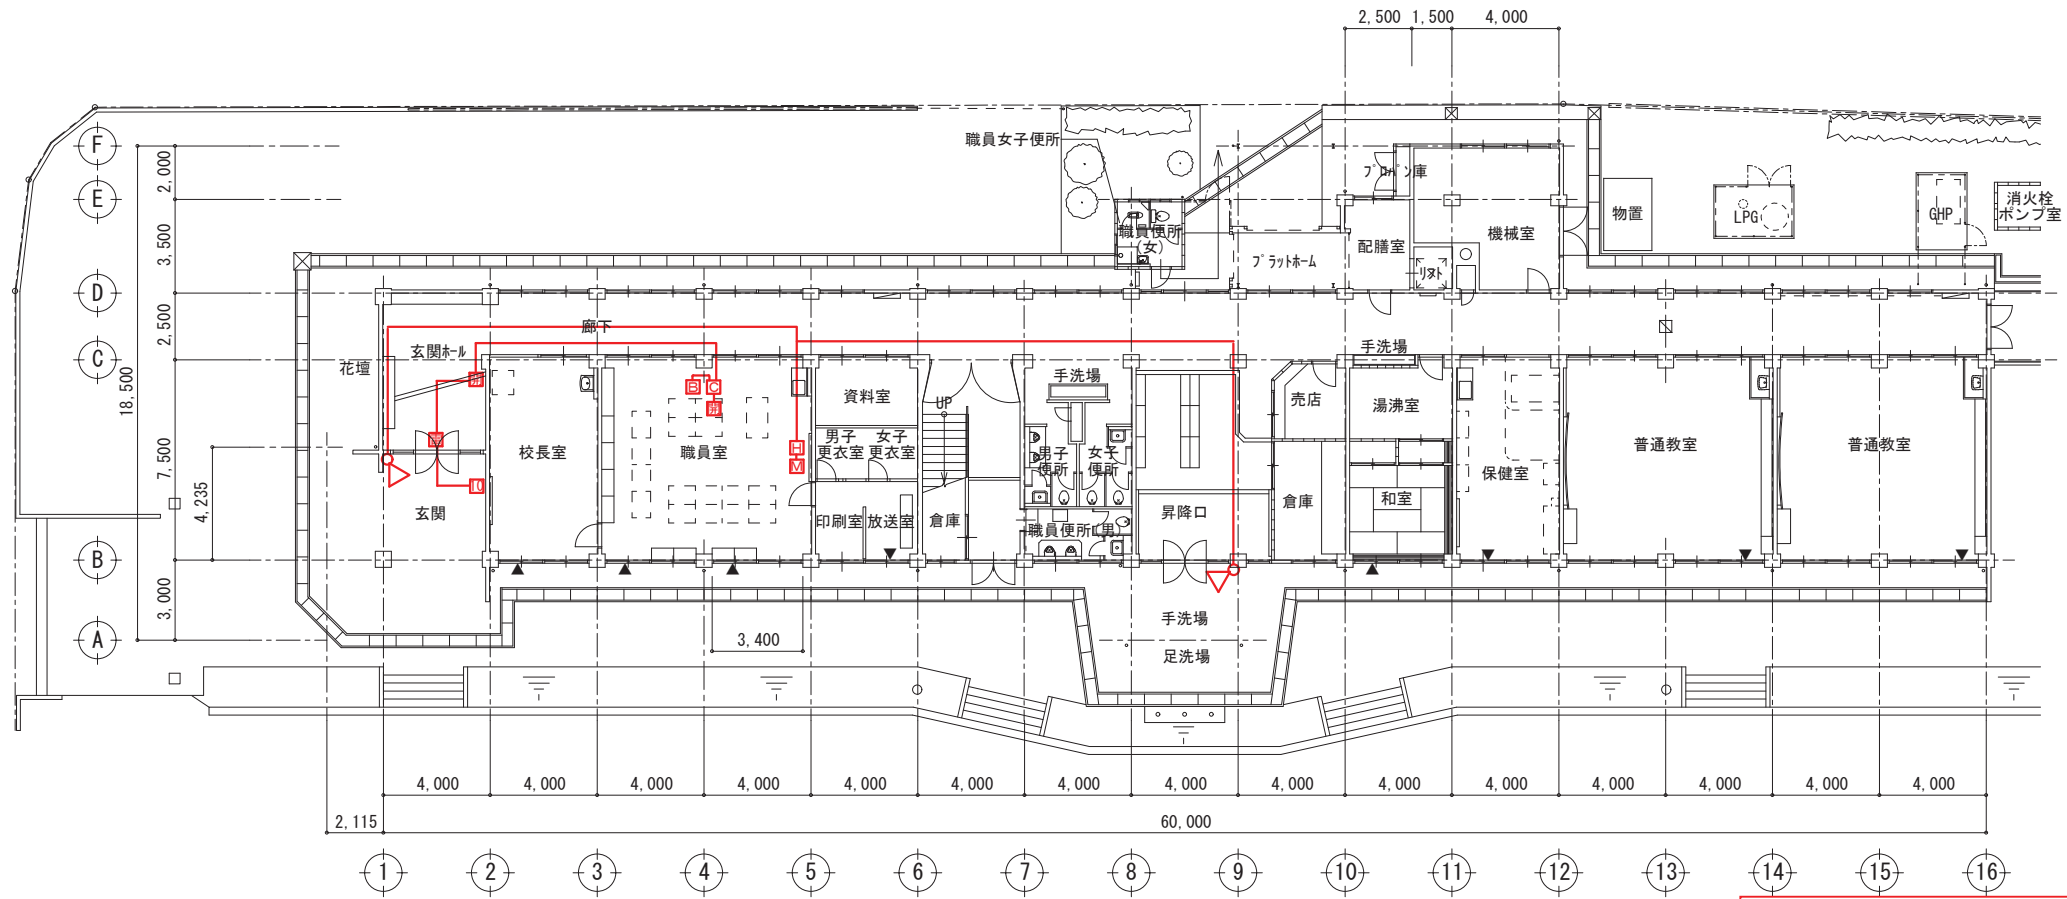 2,500 1,500 4,000
職員女子便所
F
E
D
C
B
A
2,000
3,500
2,500
7,500
3,000
18,500
4,235
職員便所
(女)
プロパン庫
配膳室
機械室
プラットホーム
リフト
物置
LPG
GHP
消火栓
ポンプ室
廊下
玄関ホール
花壇
手洗場
校長室
職員室
B
C
H
M
資料室
男子
更衣室
女子
更衣室
印刷室
放送室
UP
倉庫
手洗場
男子
便所
女子
便所
職員便所(男)
昇降口
売店
倉庫
湯沸室
和室
保健室
普通教室
普通教室
玄関
手洗場
足洗場
3,400
4,000 4,000 4,000 4,000 4,000 4,000 4,000 4,000 4,000 4,000 4,000 4,000 4,000 4,000 4,000
2,115 60,000
1 2 3 4 5 6 7 8 9 10 11 12 13 14 15 16